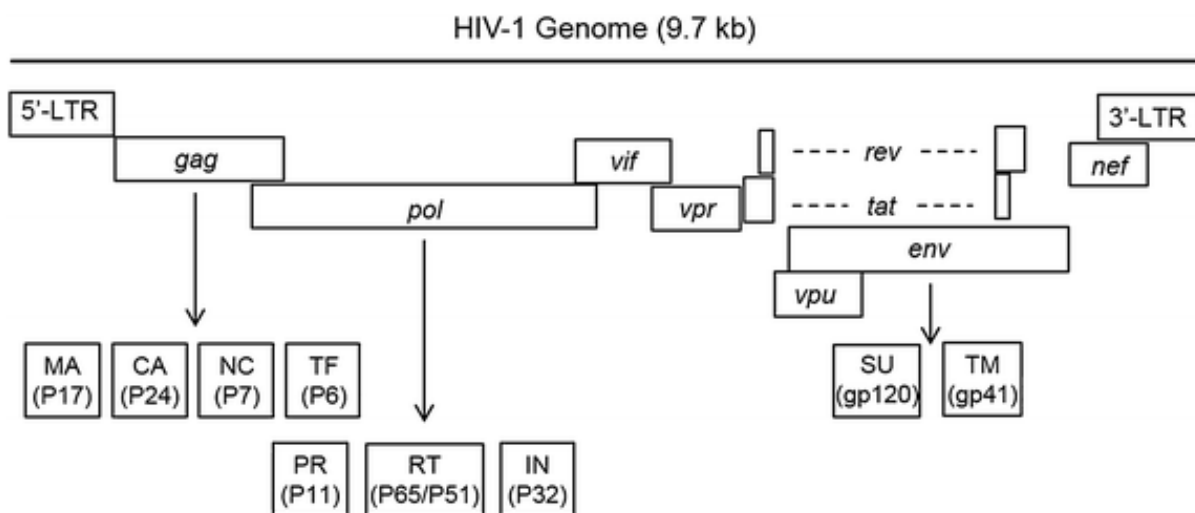 HIV-1 Genome (9.7 kb)
5'-LTR
3'-LTR
gag
vif
rev
nef
pol
vpr
tat
env
vpu
MA
(P17)
CA
(P24)
NC
(P7)
TF
(P6)
SU
(gp120)
TM
(gp41)
PR
(P11)
RT
(P65/P51)
IN
(P32)